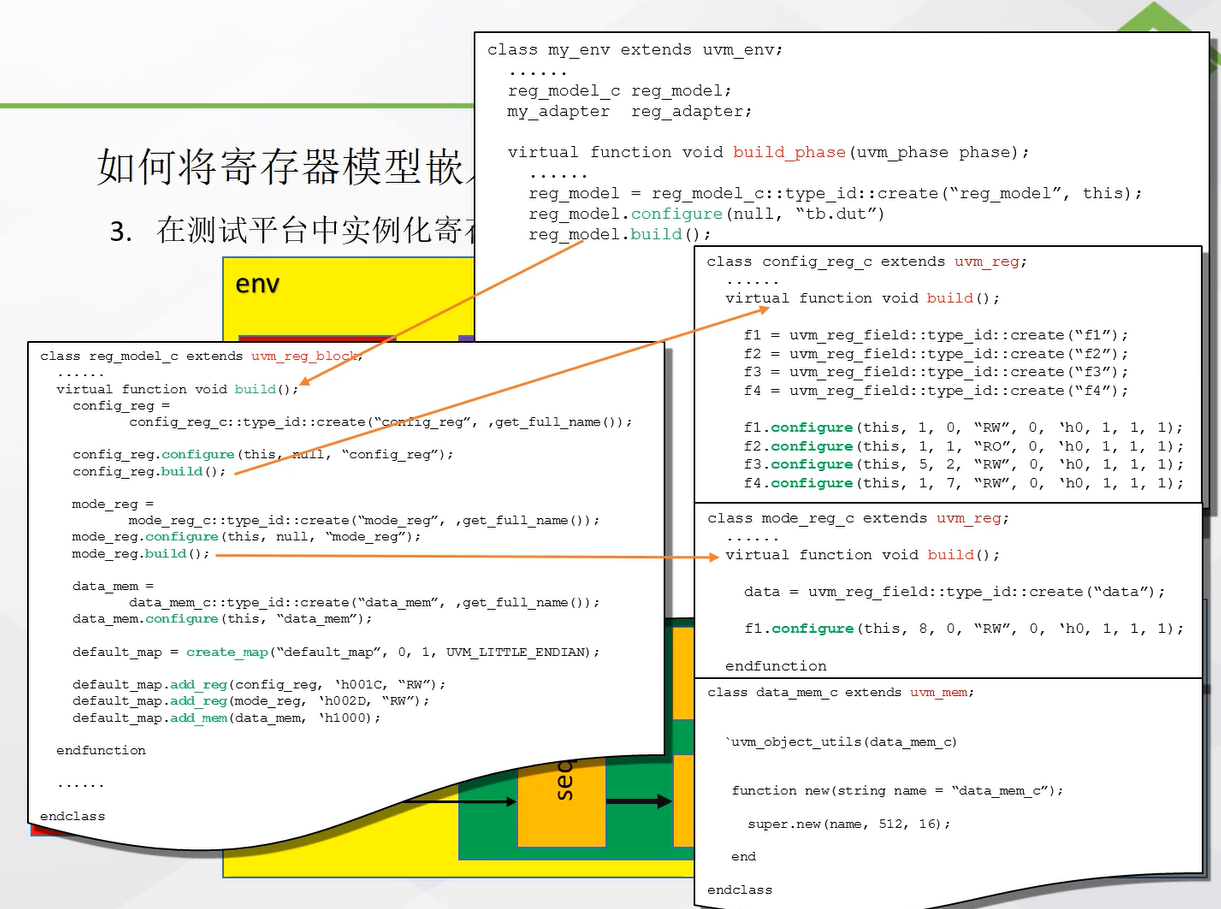 如何将寄存器模型嵌
3. 在测试平台中实例化寄
env
class my_env extends uvm_env;
......
reg_model_c reg_model;
my_adapter reg_adapter;
virtual function void build_phase(uvm_phase phase);
......
reg_model = reg_model_c::type_id::create(“reg_model”, this);
reg_model.configure(null, “tb.dut”)
reg_model.build();
class reg_model_c extends uvm_reg_block;
......
virtual function void build();
config_reg =
config_reg_c::type_id::create(“config_reg”, ,get_full_name());
config_reg.configure(this, null, “config_reg”);
config_reg.build();
mode_reg =
mode_reg_c::type_id::create(“mode_reg”, ,get_full_name());
mode_reg.configure(this, null, “mode_reg”);
mode_reg.build();
data_mem =
data_mem_c::type_id::create(“data_mem”, ,get_full_name());
data_mem.configure(this, “data_mem”);
default_map = create_map(“default_map”, 0, 1, UVM_LITTLE_ENDIAN);
default_map.add_reg(config_reg, ‘h001C, “RW”);
default_map.add_reg(mode_reg, ‘h002D, “RW”);
default_map.add_mem(data_mem, ‘h1000);
endfunction
......
endclass
class config_reg_c extends uvm_reg;
......
virtual function void build();
f1 = uvm_reg_field::type_id::create(“f1”);
f2 = uvm_reg_field::type_id::create(“f2”);
f3 = uvm_reg_field::type_id::create(“f3”);
f4 = uvm_reg_field::type_id::create(“f4”);
f1.configure(this, 1, 0, “RW”, 0, ‘h0, 1, 1, 1);
f2.configure(this, 1, 1, “RO”, 0, ‘h0, 1, 1, 1);
f3.configure(this, 5, 2, “RW”, 0, ‘h0, 1, 1, 1);
f4.configure(this, 1, 7, “RW”, 0, ‘h0, 1, 1, 1);
class mode_reg_c extends uvm_reg;
......
virtual function void build();
data = uvm_reg_field::type_id::create(“data”);
f1.configure(this, 8, 0, “RW”, 0, ‘h0, 1, 1, 1);
endfunction
class data_mem_c extends uvm_mem;
`uvm_object_utils(data_mem_c)
function new(string name = “data_mem_c”);
super.new(name, 512, 16);
end
endclass